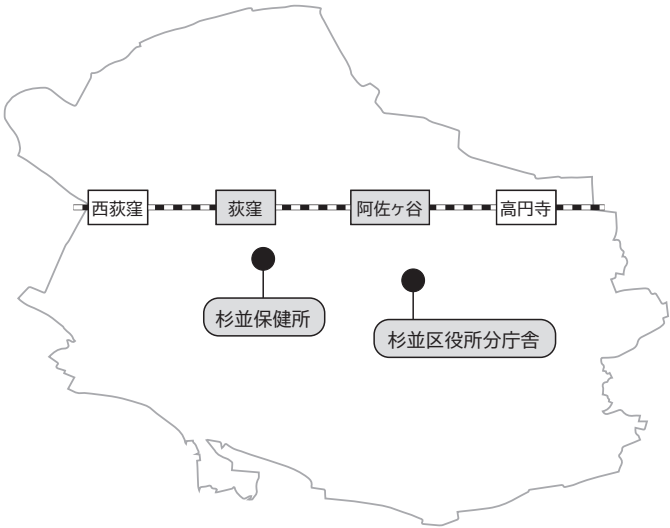 西荻窪
荻窪
阿佐ヶ谷
高円寺
杉並保健所
杉並区役所分庁舎